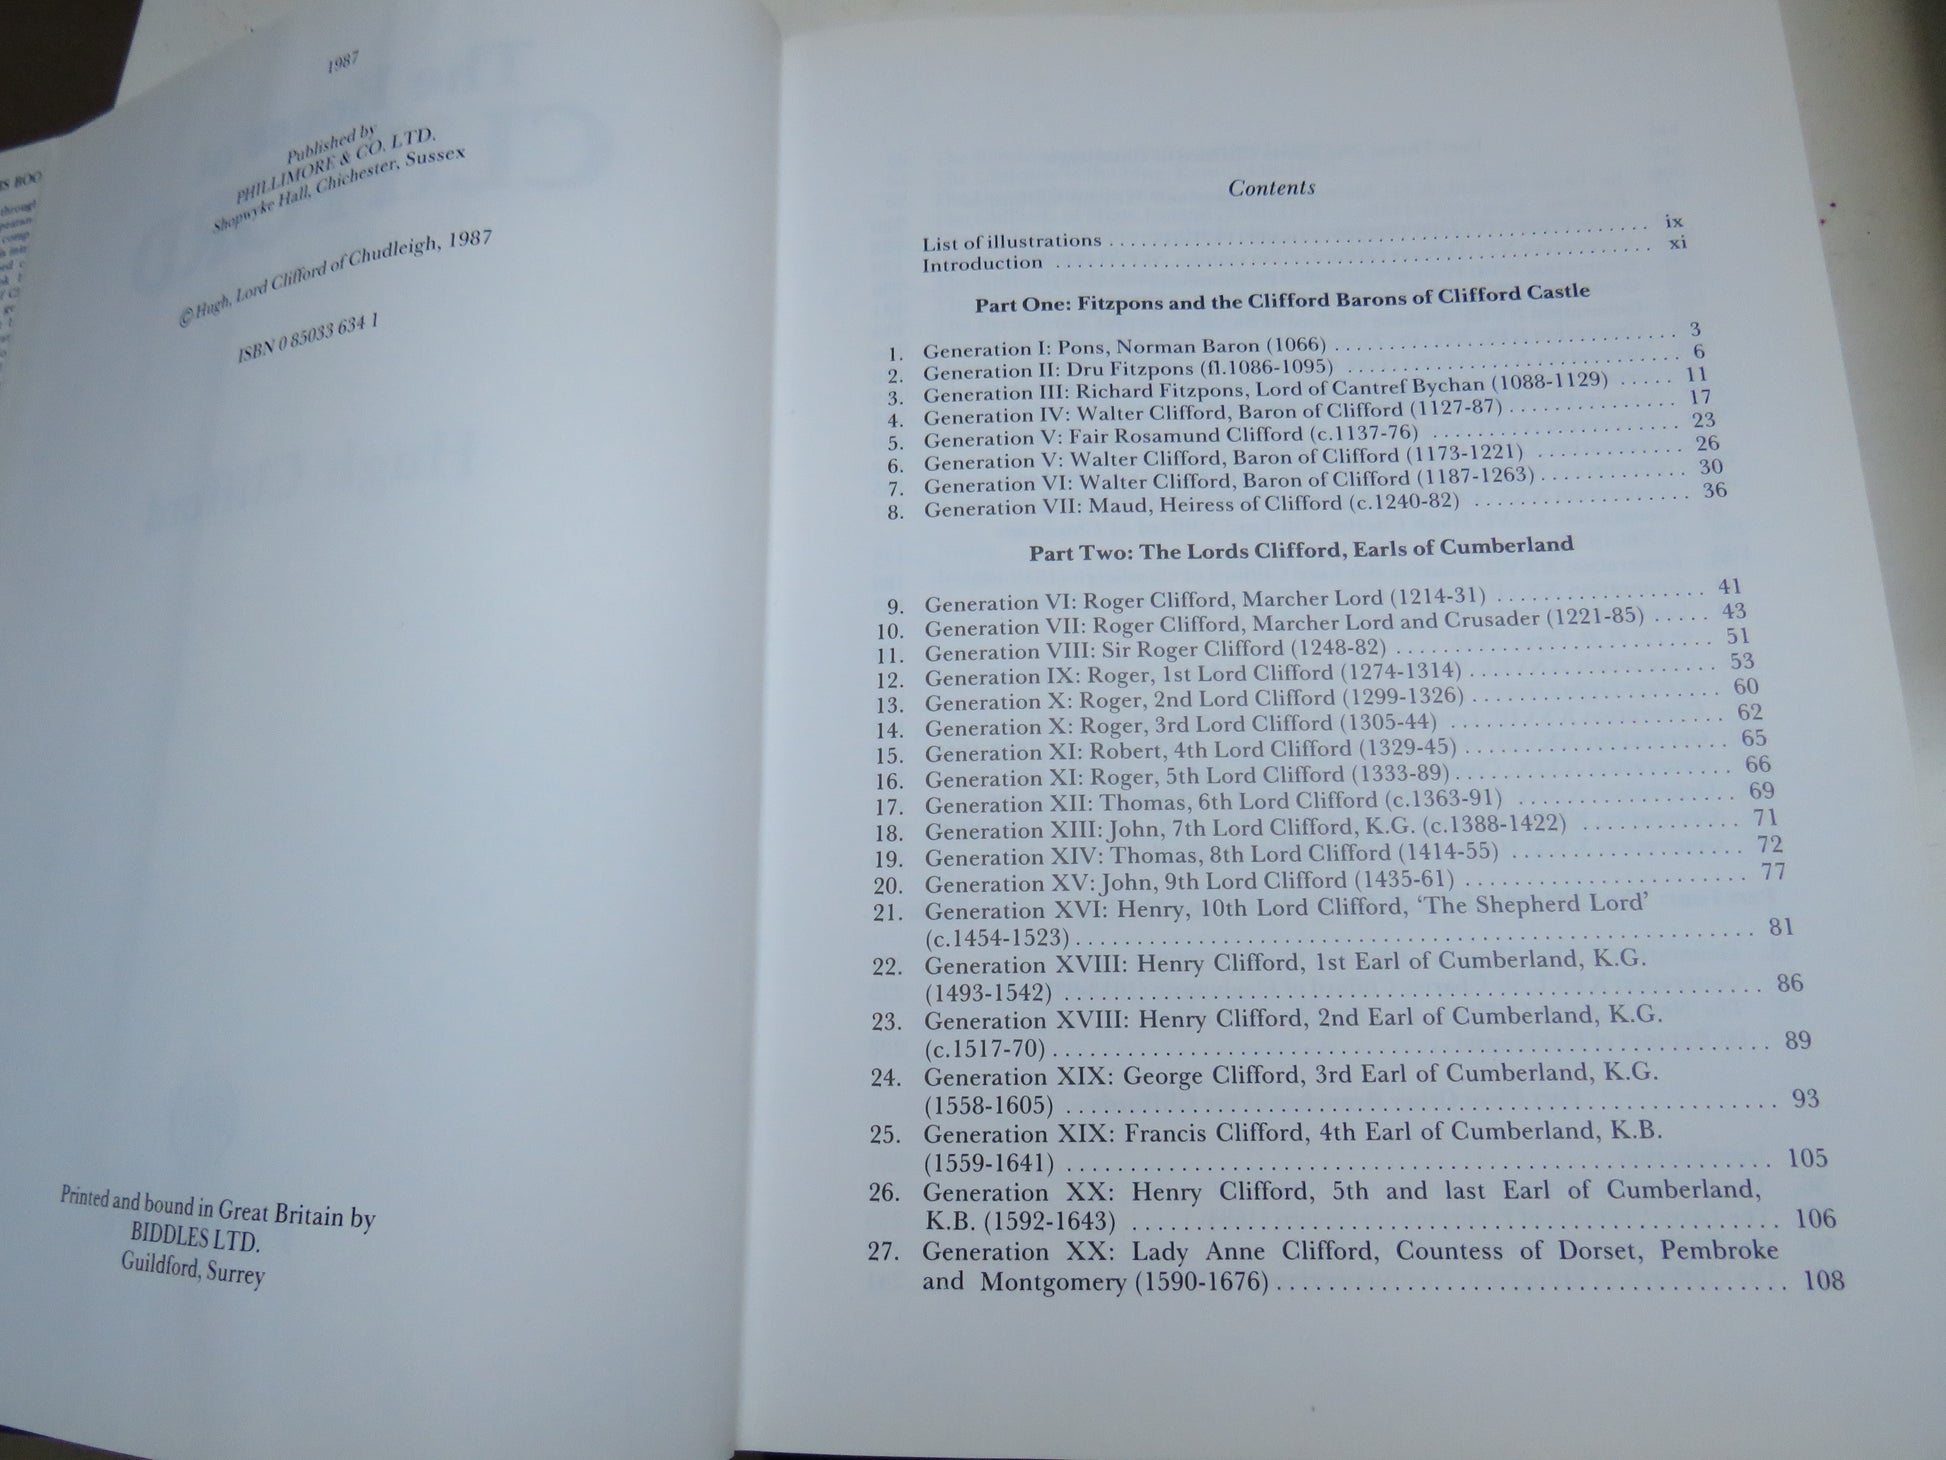 1987
Published by
PHILLIMORE & CO. LTD.
Shopwyke Hall, Chichester, Sussex
© Hugh, Lord Clifford of Chudleigh, 1987
ISBN 0 85033 634 1
Printed and bound in Great Britain by
BIDDLES LTD.
Guildford, Surrey
Contents
List of illustrations . . . . . . . . . . ix
Introduction . . . . . . . . . . xi
Part One: Fitzpons and the Clifford Barons of Clifford Castle
1. Generation I: Pons, Norman Baron (1066) . . . . . . . . . . 3
2. Generation II: Dru Fitzpons (fl.1086-1095) . . . . . . . . . . 6
3. Generation III: Richard Fitzpons, Lord of Cantref Bychan (1088-1129) . . . . . 11
4. Generation IV: Walter Clifford, Baron of Clifford (1127-87) . . . . . . . . . . 17
5. Generation V: Fair Rosamund Clifford (c.1137-76) . . . . . . . . . . 23
6. Generation V: Walter Clifford, Baron of Clifford (1173-1221) . . . . . . . . . . 26
7. Generation VI: Walter Clifford, Baron of Clifford (1187-1263) . . . . . . . . . . 30
8. Generation VII: Maud, Heiress of Clifford (c.1240-82) . . . . . . . . . . 36
Part Two: The Lords Clifford, Earls of Cumberland
9. Generation VI: Roger Clifford, Marcher Lord (1214-31) . . . . . . . . . . 41
10. Generation VII: Roger Clifford, Marcher Lord and Crusader (1221-85) . . . . . 43
11. Generation VIII: Sir Roger Clifford (1248-82) . . . . . . . . . . 51
12. Generation IX: Roger, 1st Lord Clifford (1274-1314) . . . . . . . . . . 53
13. Generation X: Roger, 2nd Lord Clifford (1299-1326) . . . . . . . . . . 60
14. Generation X: Roger, 3rd Lord Clifford (1305-44) . . . . . . . . . . 62
15. Generation XI: Robert, 4th Lord Clifford (1329-45) . . . . . . . . . . 65
16. Generation XI: Roger, 5th Lord Clifford (1333-89) . . . . . . . . . . 66
17. Generation XII: Thomas, 6th Lord Clifford (c.1363-91) . . . . . . . . . . 69
18. Generation XIII: John, 7th Lord Clifford, K.G. (c.1388-1422) . . . . . . . . . . 71
19. Generation XIV: Thomas, 8th Lord Clifford (1414-55) . . . . . . . . . . 72
20. Generation XV: John, 9th Lord Clifford (1435-61) . . . . . . . . . . 77
21. Generation XVI: Henry, 10th Lord Clifford, ‘The Shepherd Lord’
(c.1454-1523) . . . . . . . . . . 81
22. Generation XVIII: Henry Clifford, 1st Earl of Cumberland, K.G.
(1493-1542) . . . . . . . . . . 86
23. Generation XVIII: Henry Clifford, 2nd Earl of Cumberland, K.G.
(c.1517-70) . . . . . . . . . . 89
24. Generation XIX: George Clifford, 3rd Earl of Cumberland, K.G.
(1558-1605) . . . . . . . . . . 93
25. Generation XIX: Francis Clifford, 4th Earl of Cumberland, K.B.
(1559-1641) . . . . . . . . . . 105
26. Generation XX: Henry Clifford, 5th and last Earl of Cumberland,
K.B. (1592-1643) . . . . . . . . . . 106
27. Generation XX: Lady Anne Clifford, Countess of Dorset, Pembroke
and Montgomery (1590-1676) . . . . . . . . . . 108